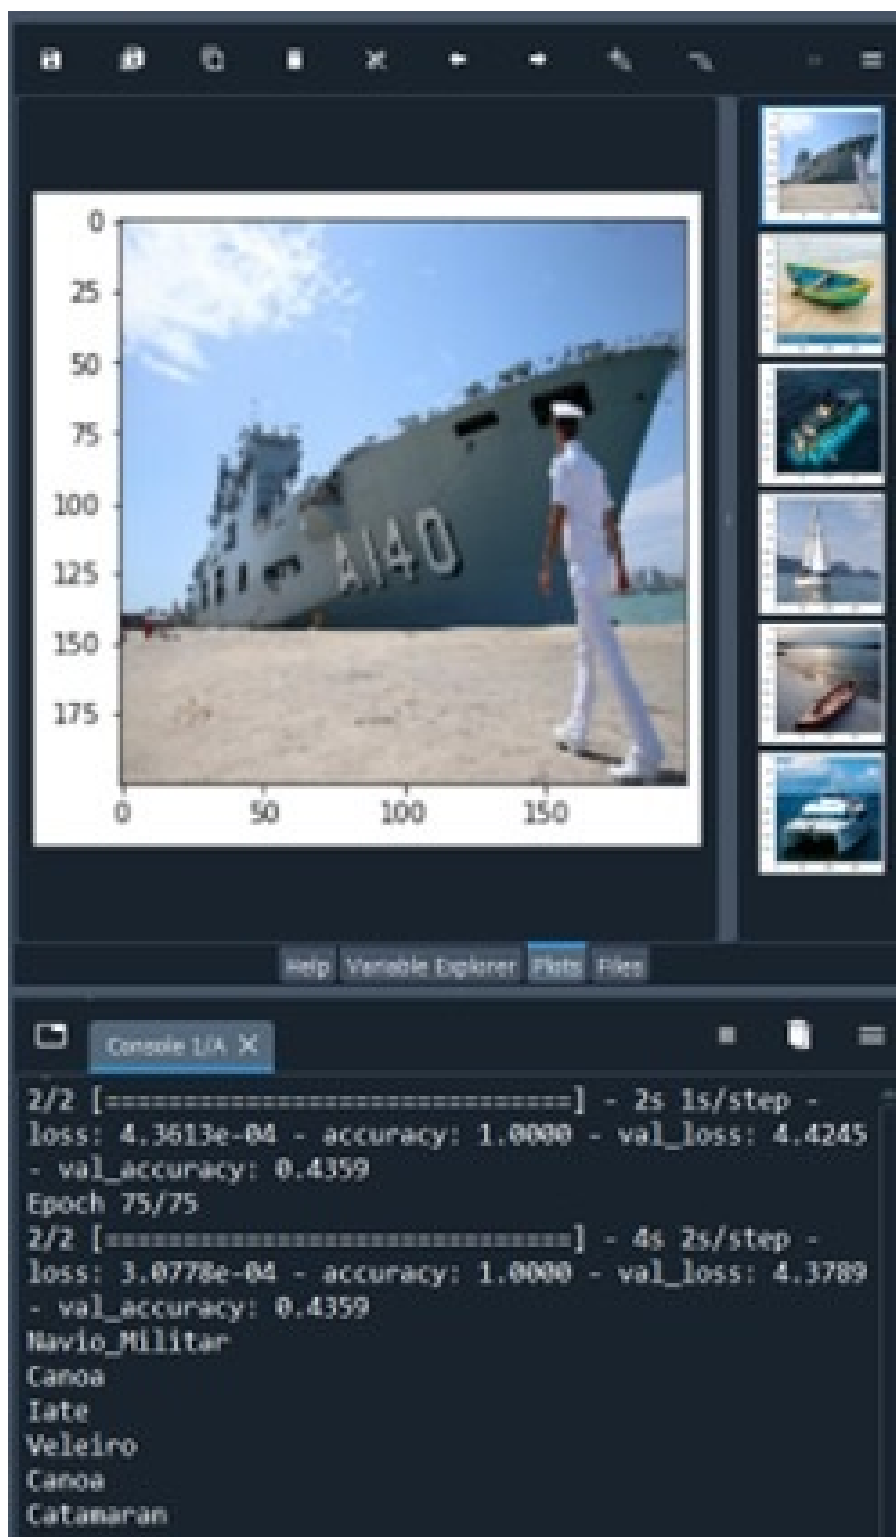 0
25
50
75
100
125
150
175
A140
0 50 100 150
Help Variable Explorer Plots Files
Console 1/A X
2/2 [==============================] - 2s 1s/step -
loss: 4.3613e-04 - accuracy: 1.0000 - val_loss: 4.4245
- val_accuracy: 0.4359
Epoch 75/75
2/2 [==============================] - 4s 2s/step -
loss: 3.0778e-04 - accuracy: 1.0000 - val_loss: 4.3789
- val_accuracy: 0.4359
Navio_Militar
Canoa
Iate
Veleiro
Canoa
Catamaran